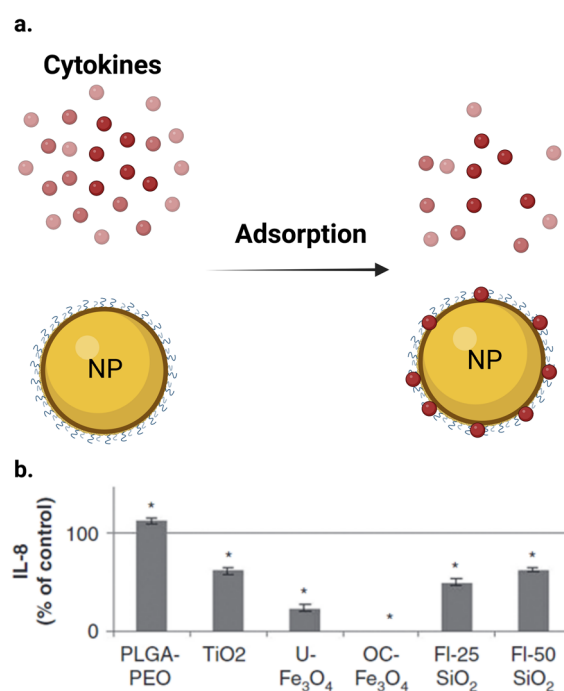 a.
Cytokines
Adsorption
NP
NP
b.
IL-8
(% of control)
100
0
* * * * * *
PLGA- TiO2 U- OC- Fl-25 Fl-50
PEO Fe₃O₄ Fe₃O₄ SiO₂ SiO₂